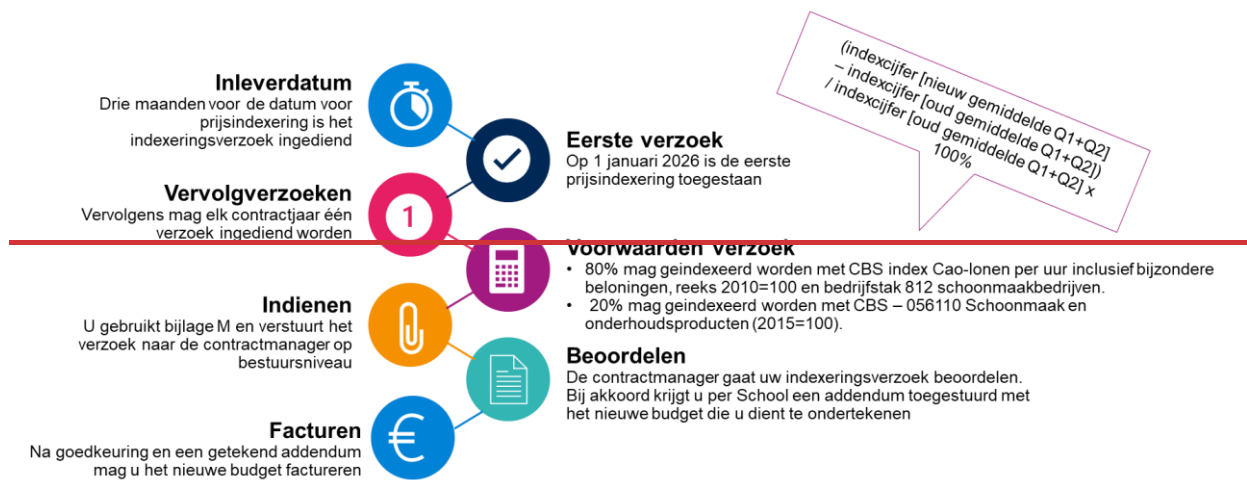 Inleverdatum
Drie maanden voor de datum voor
prijsindexering is het
indexeringsverzoek ingediend
(indexcijfer [nieuw gemiddelde Q1+Q2]
– indexcijfer [oud gemiddelde Q1+Q2])
/ indexcijfer [oud gemiddelde Q1+Q2] x
100%
Eerste verzoek
Op 1 januari 2026 is de eerste
prijsindexering toegestaan
Vervolgverzoeken
Vervolgens mag elk contractjaar één
verzoek ingediend worden
1
Voorwaarden verzoek
• 80% mag geindexeerd worden met CBS index Cao-lonen per uur inclusief bijzondere
beloningen, reeks 2010=100 en bedrijfstak 812 schoonmaakbedrijven.
• 20% mag geindexeerd worden met CBS – 056110 Schoonmaak en
onderhoudsproducten (2015=100).
Indienen
U gebruikt bijlage M en verstuurt het
verzoek naar de contractmanager op
bestuursniveau
Beoordelen
De contractmanager gaat uw indexeringsverzoek beoordelen.
Bij akkoord krijgt u per School een addendum toegestuurd met
het nieuwe budget die u dient te ondertekenen
Facturen
Na goedkeuring en een getekend addendum
mag u het nieuwe budget factureren
€